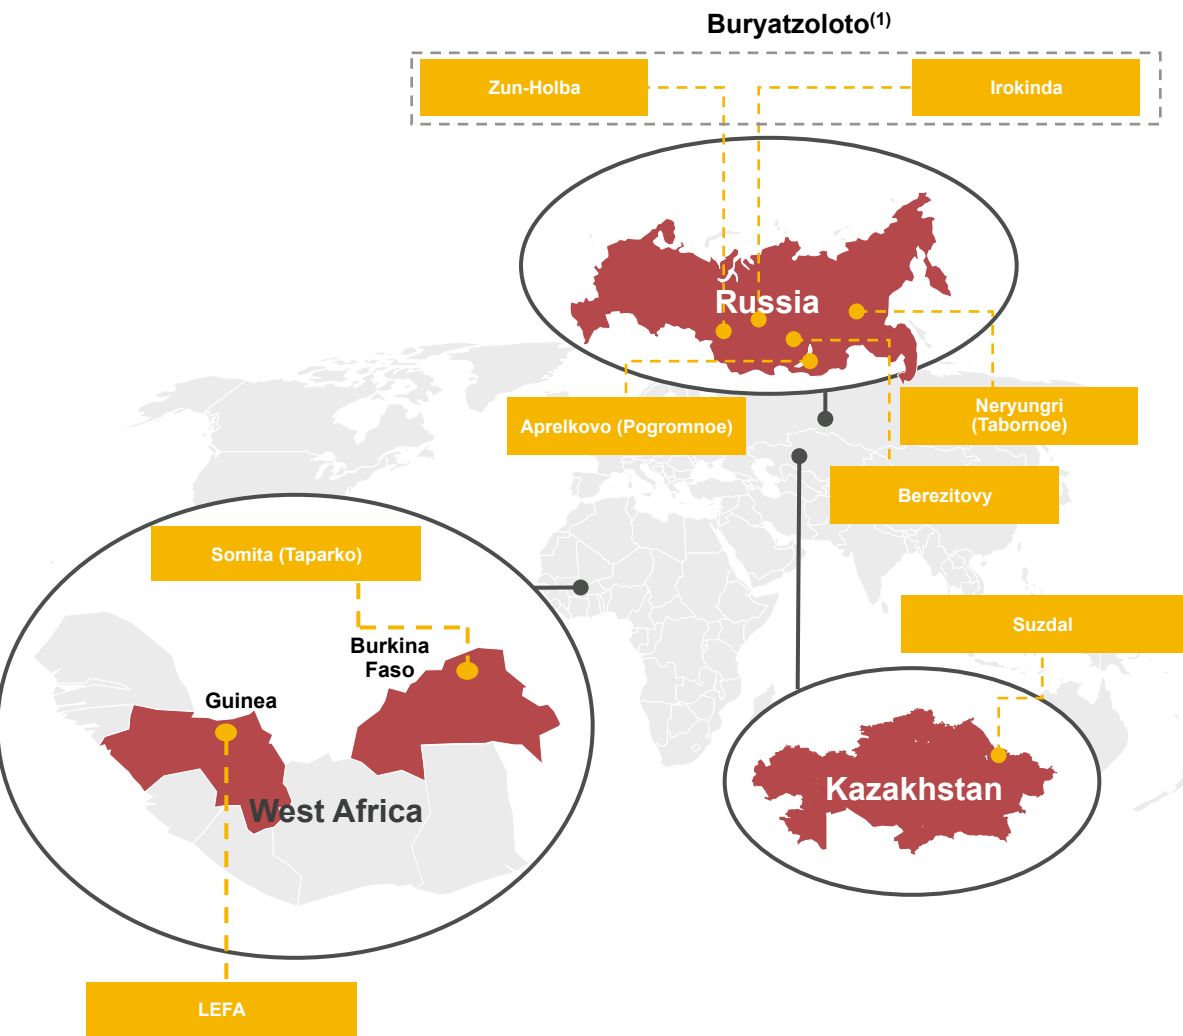 Buryatzoloto(1)
Zun-Holba
Irokinda
Russia
Aprelkovo (Pogromnoe)
Neryungri
(Tabornoe)
Berezitovy
Somita (Taparko)
Suzdal
Burkina
Faso
Guinea
West Africa
Kazakhstan
LEFA